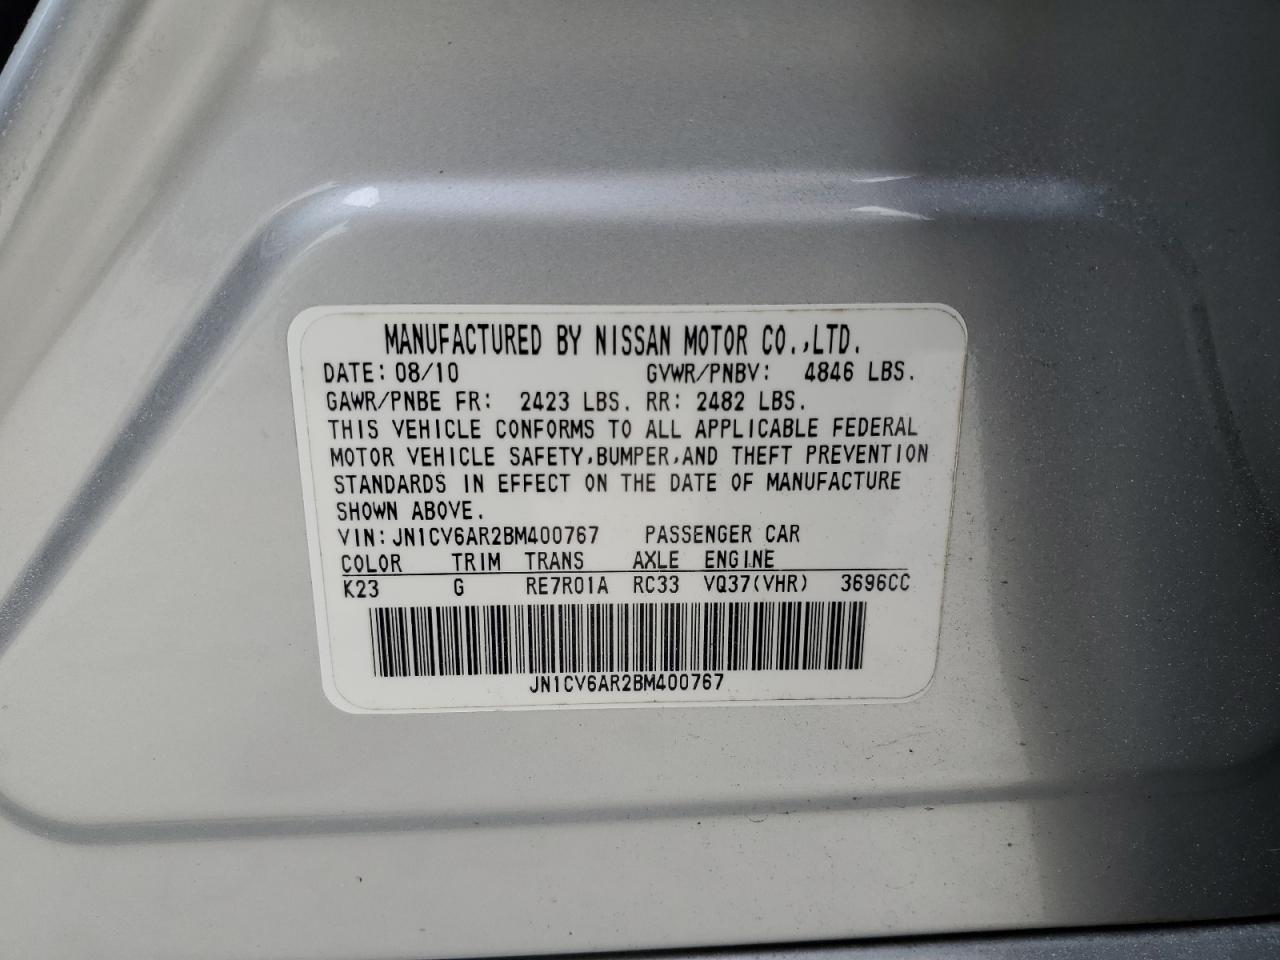 MANUFACTURED BY NISSAN MOTOR CO.,LTD.
DATE: 08/10 GVWR/PNBV: 4846 LBS.
GAWR/PNBE FR: 2423 LBS. RR: 2482 LBS.
THIS VEHICLE CONFORMS TO ALL APPLICABLE FEDERAL
MOTOR VEHICLE SAFETY,BUMPER,AND THEFT PREVENTION
STANDARDS IN EFFECT ON THE DATE OF MANUFACTURE
SHOWN ABOVE.
VIN: JN1CV6AR2BM400767 PASSENGER CAR
COLOR TRIM TRANS AXLE ENGINE
K23 G RE7R01A RC33 VQ37(VHR) 3696CC
JN1CV6AR2BM400767